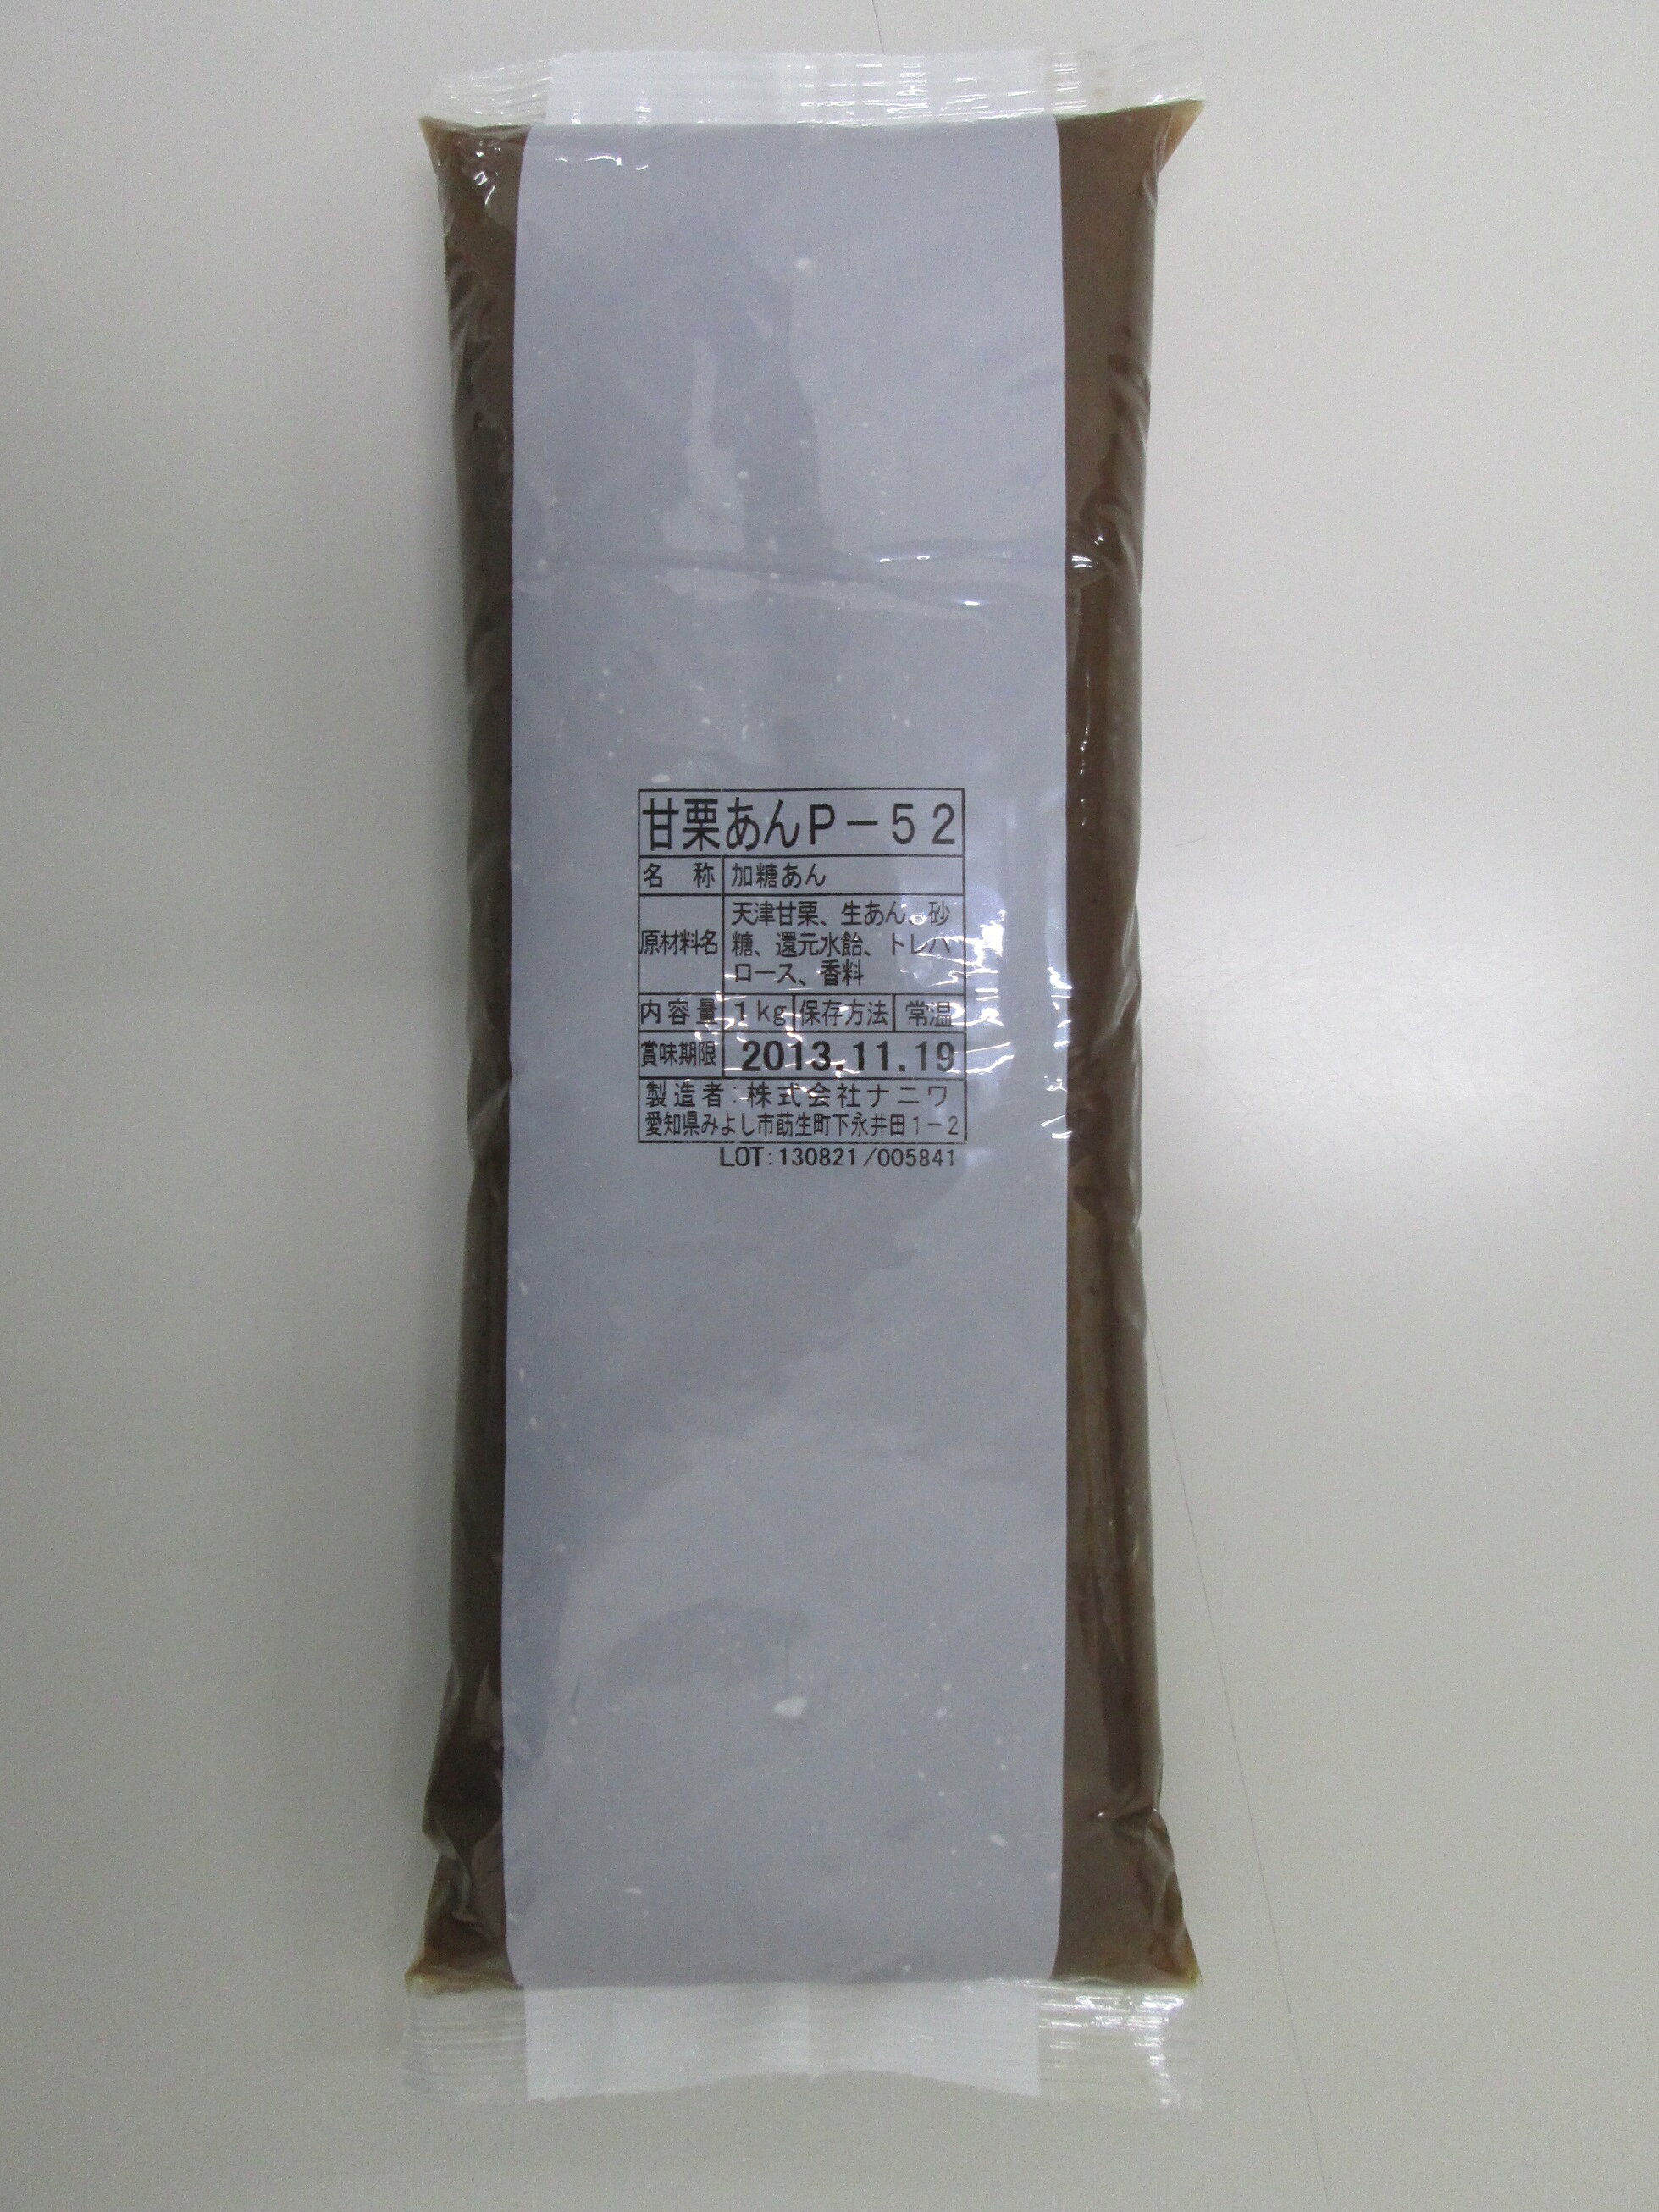 甘栗あんP－52
名　称 加糖あん
原材料名 天津甘栗、生あん、砂
糖、還元水飴、トレハ
ロース、香料
内容量 1kg 保存方法 常温
賞味期限 2013.11.19
製造者：株式会社ナニワ
愛知県みよし市莇生町下永井田1－2
LOT:130821/005841